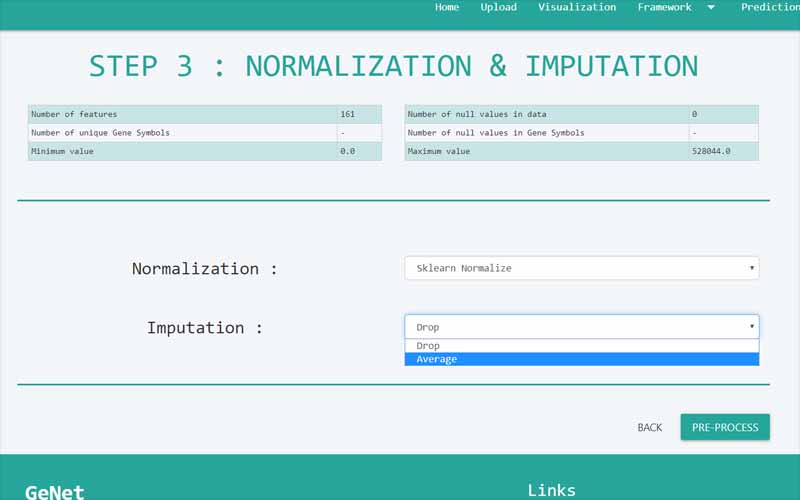 Home Upload Visualization Framework Prediction
STEP 3 : NORMALIZATION & IMPUTATION
Number of features 161
Number of unique Gene Symbols -
Minimum value 0.0
Number of null values in data 0
Number of null values in Gene Symbols -
Maximum value 528044.0
Normalization : Sklearn Normalize
Imputation : Drop
Drop
Average
BACK PRE-PROCESS
GeNet Links